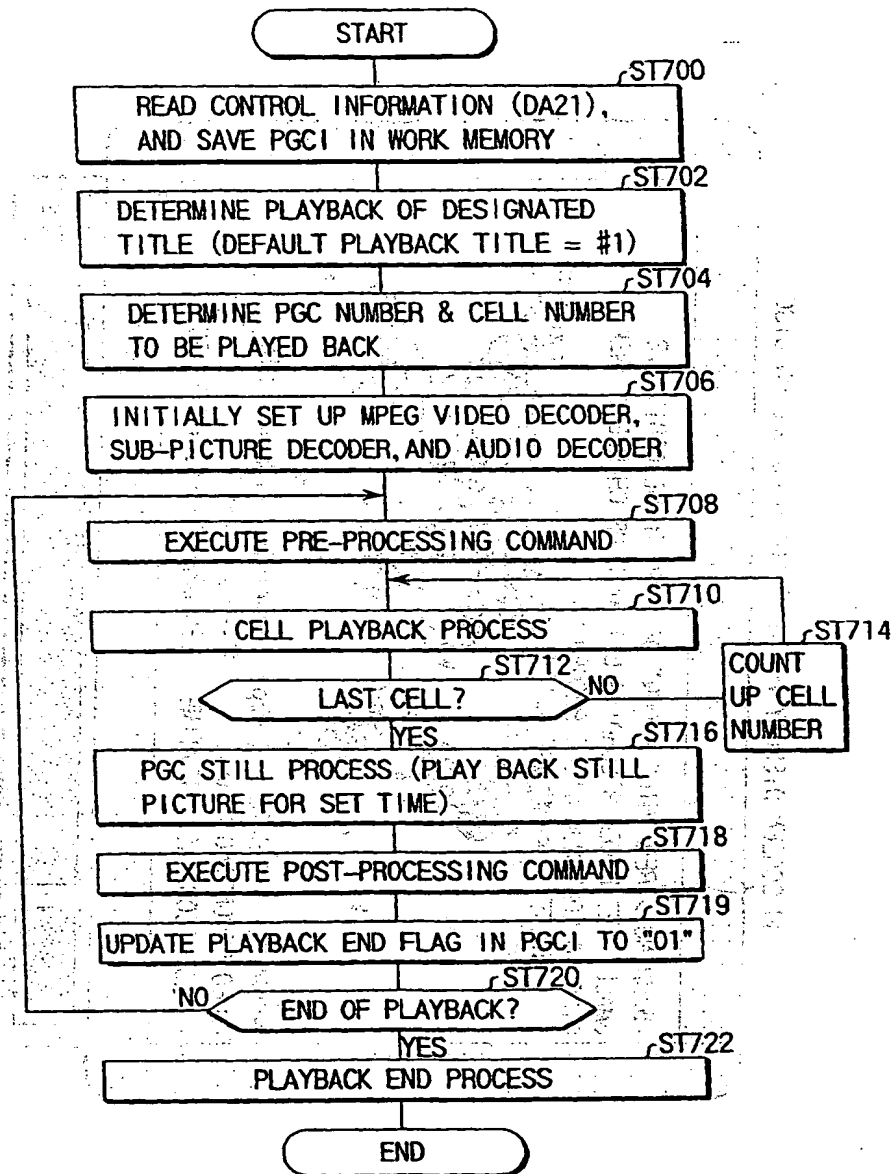 START
ST700
READ CONTROL INFORMATION (DA21),
AND SAVE PGCI IN WORK MEMORY
ST702
DETERMINE PLAYBACK OF DESIGNATED
TITLE (DEFAULT PLAYBACK TITLE = #1)
ST704
DETERMINE PGC NUMBER & CELL NUMBER
TO BE PLAYED BACK
ST706
INITIALLY SET UP MPEG VIDEO DECODER,
SUB-PICTURE DECODER, AND AUDIO DECODER
ST708
EXECUTE PRE-PROCESSING COMMAND
ST710
CELL PLAYBACK PROCESS
ST712
LAST CELL?
NO
ST714
COUNT
UP CELL
NUMBER
YES
ST716
PGC STILL PROCESS (PLAY BACK STILL
PICTURE FOR SET TIME)
ST718
EXECUTE POST-PROCESSING COMMAND
ST719
UPDATE PLAYBACK END FLAG IN PGCI TO "01"
ST720
NO
END OF PLAYBACK?
YES
ST722
PLAYBACK END PROCESS
END